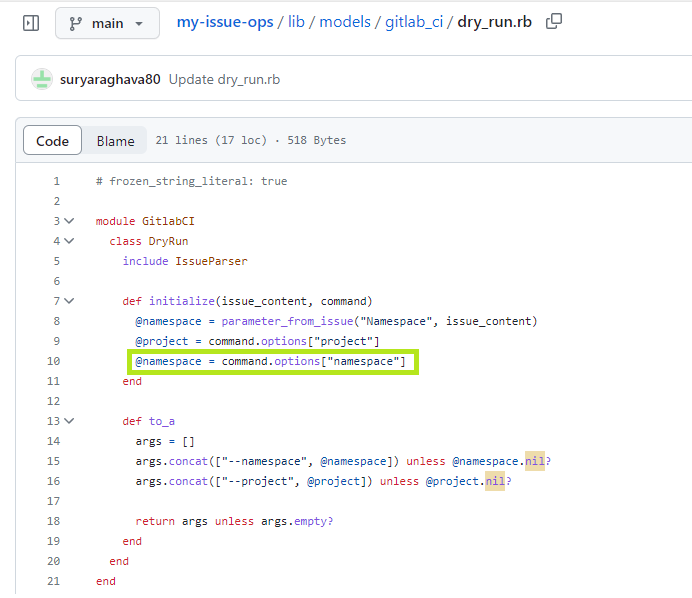 main
my-issue-ops / lib / models / gitlab_ci / dry_run.rb
suryaraghava80 Update dry_run.rb
Code Blame 21 lines (17 loc) · 518 Bytes
1 # frozen_string_literal: true
2
3 module GitlabCI
4   class DryRun
5     include IssueParser
6
7     def initialize(issue_content, command)
8       @namespace = parameter_from_issue("Namespace", issue_content)
9       @project = command.options["project"]
10       @namespace = command.options["namespace"]
11     end
12
13     def to_a
14       args = []
15       args.concat(["--namespace", @namespace]) unless @namespace.nil?
16       args.concat(["--project", @project]) unless @project.nil?
17
18       return args unless args.empty?
19     end
20   end
21 end